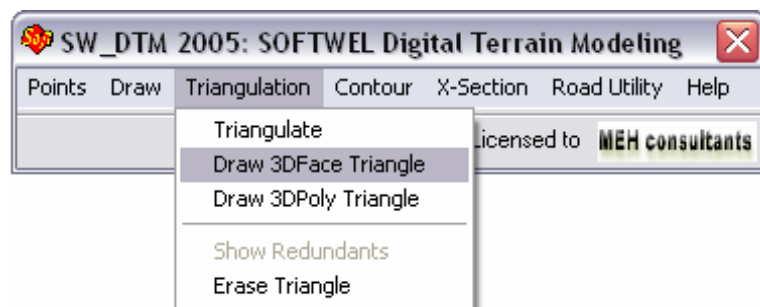 SW_DTM 2005: SOFTWEL Digital Terrain Modeling
Points Draw Triangulation Contour X-Section Road Utility Help
Licensed to MEH consultants
Triangulate
Draw 3DFace Triangle
Draw 3DPoly Triangle
Show Redundants
Erase Triangle